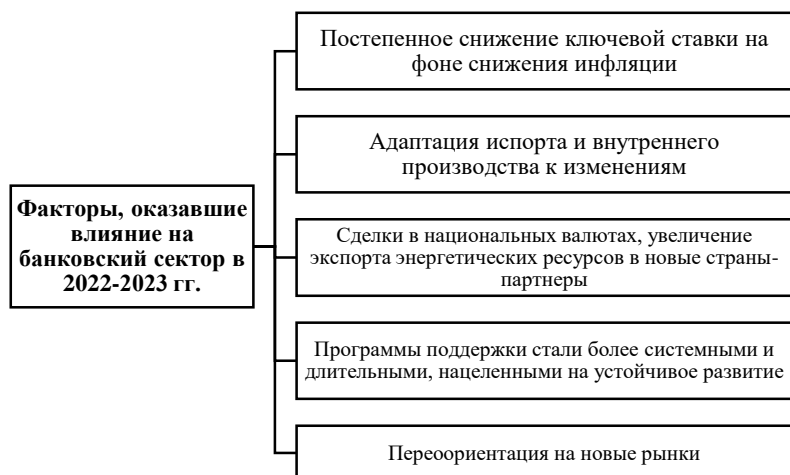 Факторы, оказавшие
влияние на
банковский сектор в
2022-2023 гг.
Постепенное снижение ключевой ставки на
фоне снижения инфляции
Адаптация испорта и внутреннего
производства к изменениям
Сделки в национальных валютах, увеличение
экспорта энергетических ресурсов в новые страны-
партнеры
Программы поддержки стали более системными и
длительными, нацеленными на устойчивое развитие
Переоориентация на новые рынки